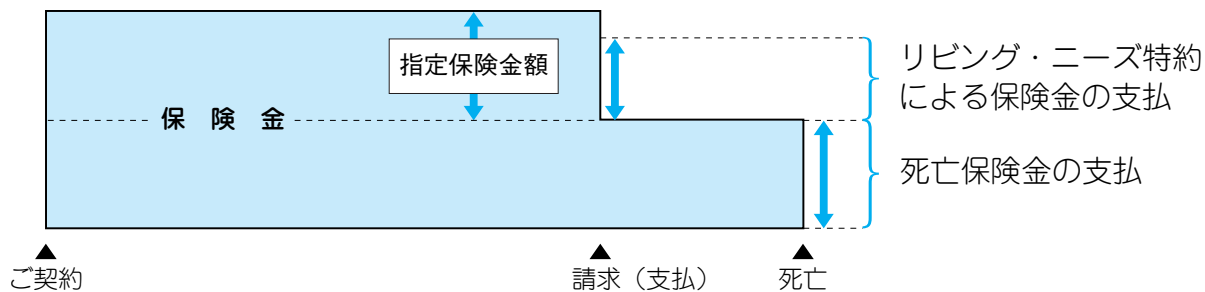 指定保険金額
保険金
リビング・ニーズ特約
による保険金の支払
死亡保険金の支払
ご契約
請求（支払）
死亡